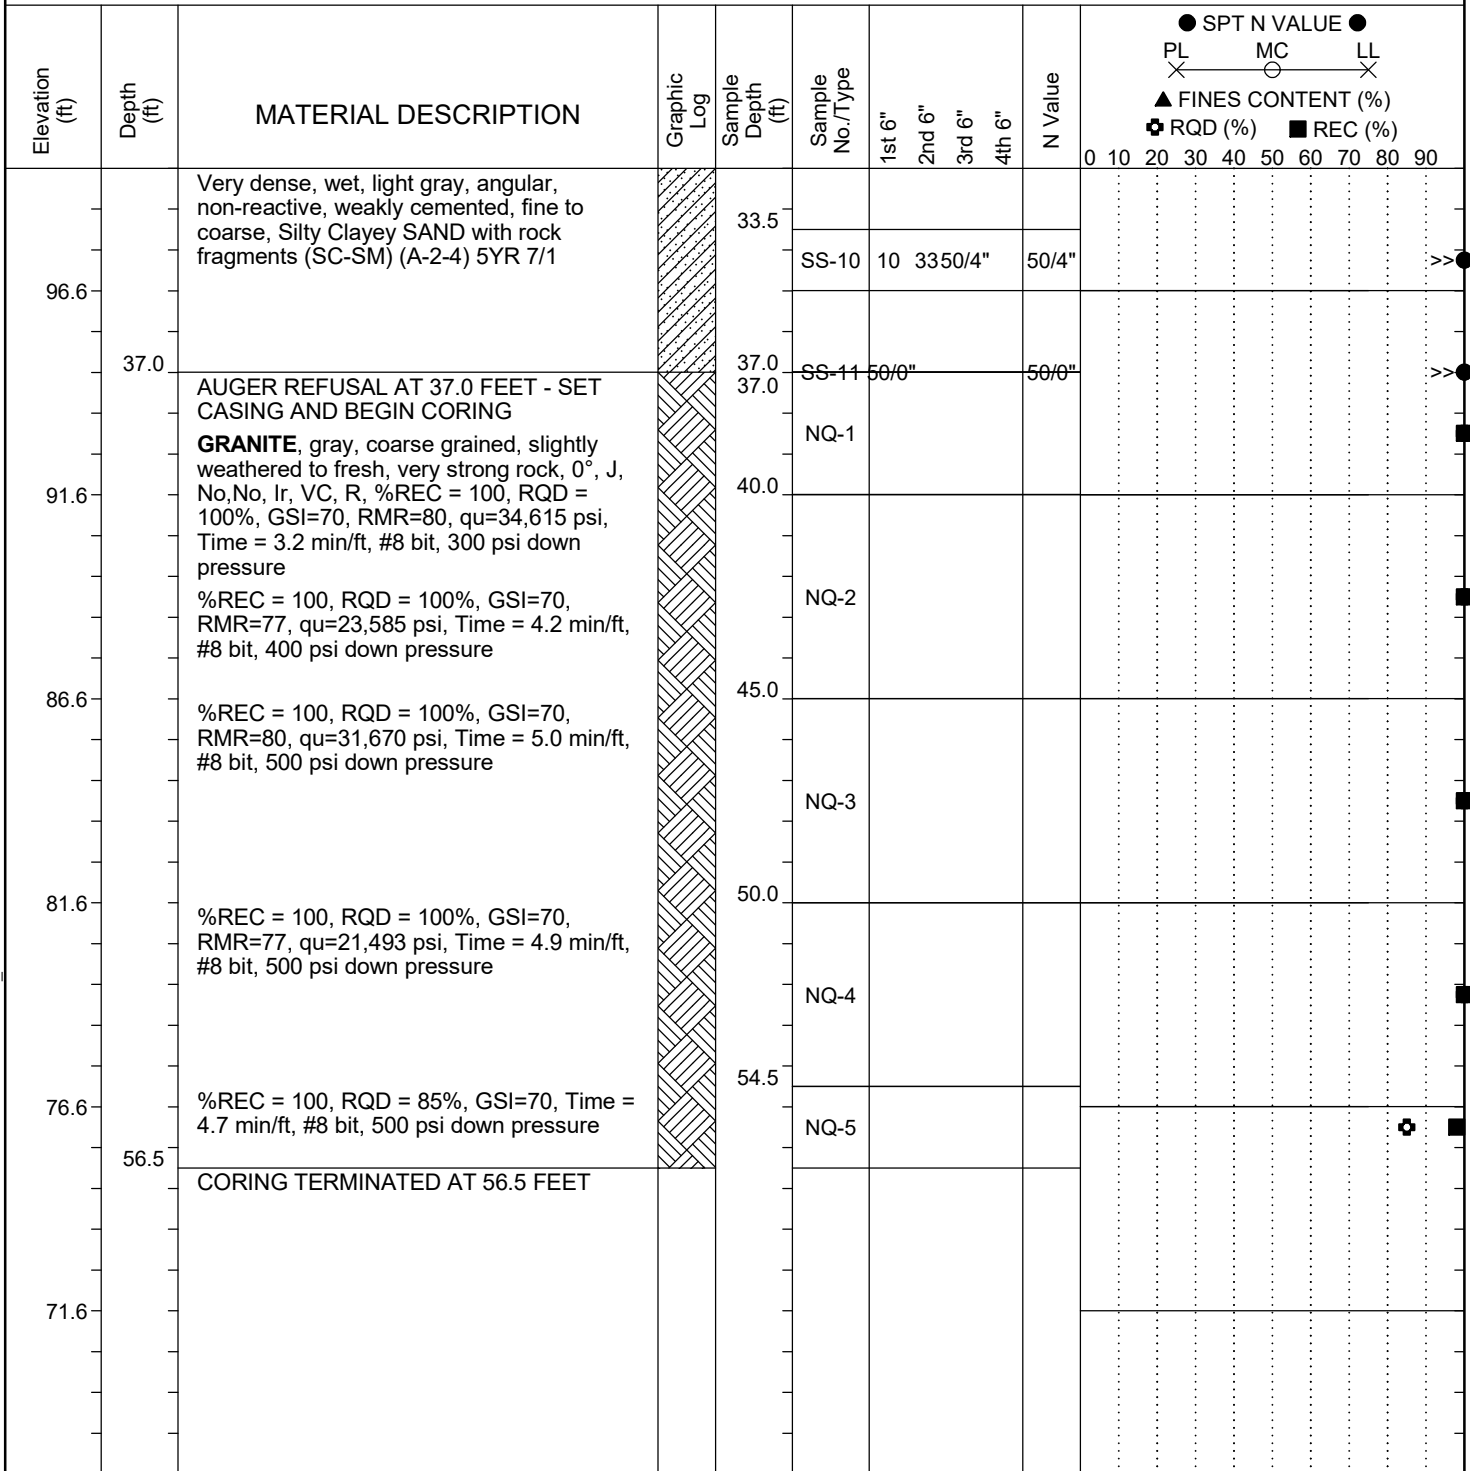 ● SPT N VALUE ●
PL MC LL
▲ FINES CONTENT (%)
RQD (%) ■ REC (%)
0 10 20 30 40 50 60 70 80 90
Elevation
(ft)
Depth
(ft)
MATERIAL DESCRIPTION
Graphic
Log
Sample
Depth
(ft)
Sample
No./Type
1st 6"
2nd 6"
3rd 6"
4th 6"
N Value
Very dense, wet, light gray, angular,
non-reactive, weakly cemented, fine to
coarse, Silty Clayey SAND with rock
fragments (SC-SM) (A-2-4) 5YR 7/1
33.5
SS-10 10 33 50/4" 50/4" >>
96.6
37.0
37.0
SS-11 50/0" 50/0" >>
37.0
AUGER REFUSAL AT 37.0 FEET - SET
CASING AND BEGIN CORING
NQ-1
GRANITE, gray, coarse grained, slightly
weathered to fresh, very strong rock, 0°, J,
No,No, Ir, VC, R, %REC = 100, RQD =
100%, GSI=70, RMR=80, qu=34,615 psi,
Time = 3.2 min/ft, #8 bit, 300 psi down
pressure
91.6
40.0
NQ-2
%REC = 100, RQD = 100%, GSI=70,
RMR=77, qu=23,585 psi, Time = 4.2 min/ft,
#8 bit, 400 psi down pressure
86.6
45.0
%REC = 100, RQD = 100%, GSI=70,
RMR=80, qu=31,670 psi, Time = 5.0 min/ft,
#8 bit, 500 psi down pressure
NQ-3
81.6
50.0
%REC = 100, RQD = 100%, GSI=70,
RMR=77, qu=21,493 psi, Time = 4.9 min/ft,
#8 bit, 500 psi down pressure
NQ-4
54.5
76.6
%REC = 100, RQD = 85%, GSI=70, Time =
4.7 min/ft, #8 bit, 500 psi down pressure
NQ-5
56.5
CORING TERMINATED AT 56.5 FEET
71.6